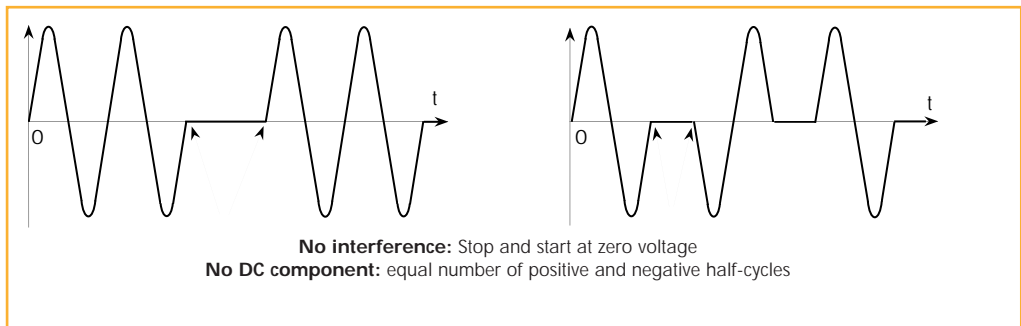 t
0
t
0
No interference: Stop and start at zero voltage
No DC component: equal number of positive and negative half-cycles